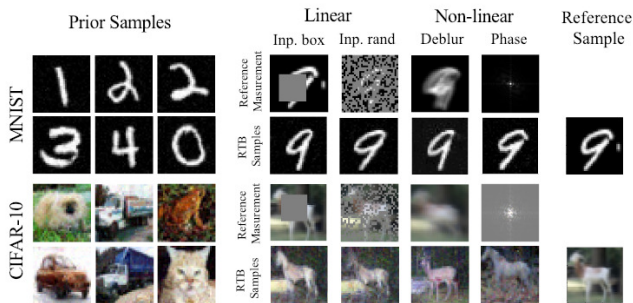 Prior Samples
Linear
Non-linear
Reference
Sample
Inp. box
Inp. rand
Deblur
Phase
MNIST
Reference
Masurement
RTB
Samples
CIFAR-10
Reference
Masurement
RTB
Samples